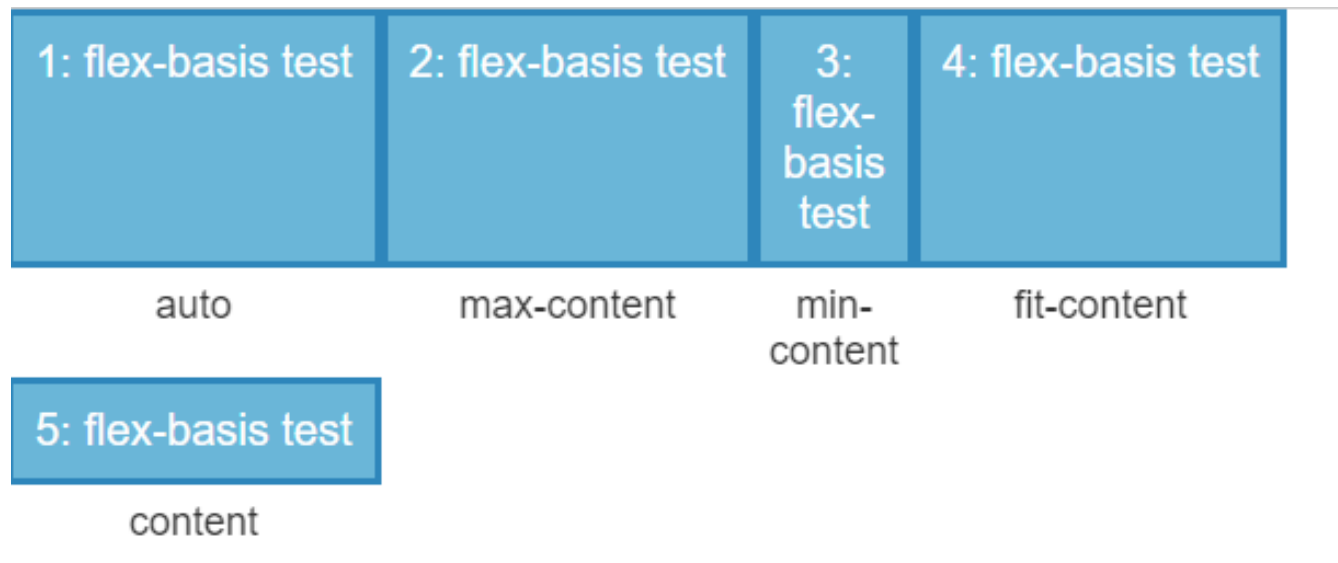 1: flex-basis test
2: flex-basis test
3:
flex-
basis
test
4: flex-basis test
auto
max-content
min-
content
fit-content
5: flex-basis test
content